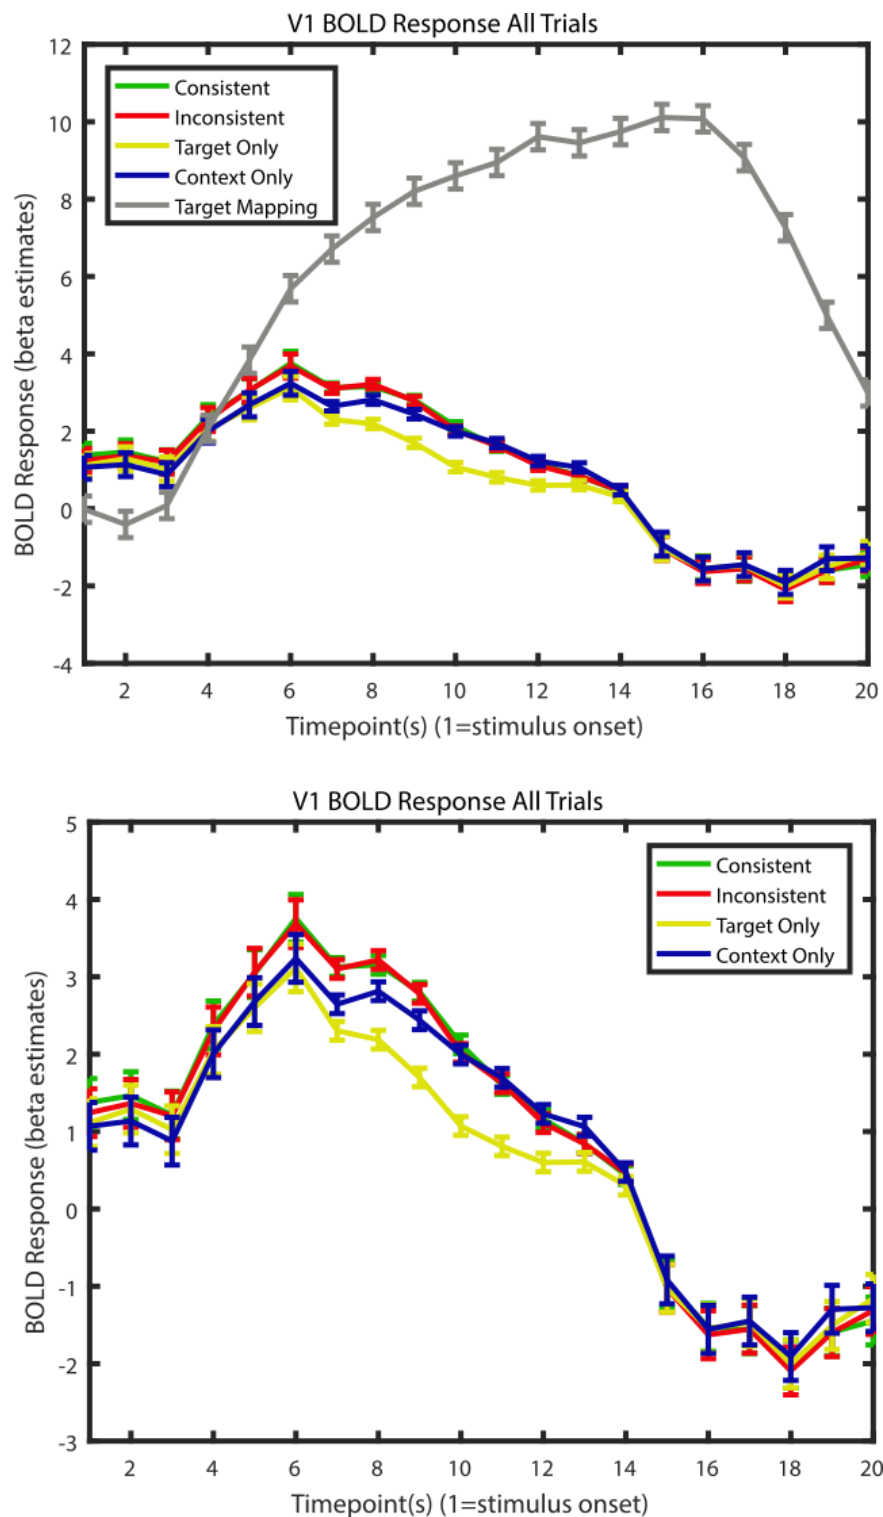 V1 BOLD Response All Trials
12
10
8
6
4
2
0
-2
-4
BOLD Response (beta estimates)
Consistent
Inconsistent
Target Only
Context Only
Target Mapping
2 4 6 8 10 12 14 16 18 20
Timepoint(s) (1=stimulus onset)
V1 BOLD Response All Trials
5
4
3
2
1
0
-1
-2
-3
BOLD Response (beta estimates)
Consistent
Inconsistent
Target Only
Context Only
2 4 6 8 10 12 14 16 18 20
Timepoint(s) (1=stimulus onset)